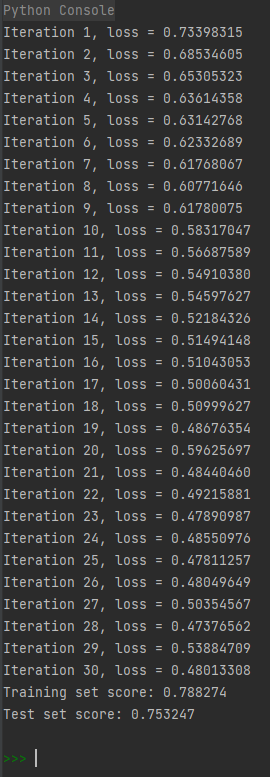 Python Console
Iteration 1, loss = 0.73398315
Iteration 2, loss = 0.68534605
Iteration 3, loss = 0.65305323
Iteration 4, loss = 0.63614358
Iteration 5, loss = 0.63142768
Iteration 6, loss = 0.62332689
Iteration 7, loss = 0.61768067
Iteration 8, loss = 0.60771646
Iteration 9, loss = 0.61780075
Iteration 10, loss = 0.58317047
Iteration 11, loss = 0.56687589
Iteration 12, loss = 0.54910380
Iteration 13, loss = 0.54597627
Iteration 14, loss = 0.52184326
Iteration 15, loss = 0.51494148
Iteration 16, loss = 0.51043053
Iteration 17, loss = 0.50060431
Iteration 18, loss = 0.50999627
Iteration 19, loss = 0.48676354
Iteration 20, loss = 0.59625697
Iteration 21, loss = 0.48440460
Iteration 22, loss = 0.49215881
Iteration 23, loss = 0.47890987
Iteration 24, loss = 0.48550976
Iteration 25, loss = 0.47811257
Iteration 26, loss = 0.48049649
Iteration 27, loss = 0.50354567
Iteration 28, loss = 0.47376562
Iteration 29, loss = 0.53884709
Iteration 30, loss = 0.48013308
Training set score: 0.788274
Test set score: 0.753247
>>>